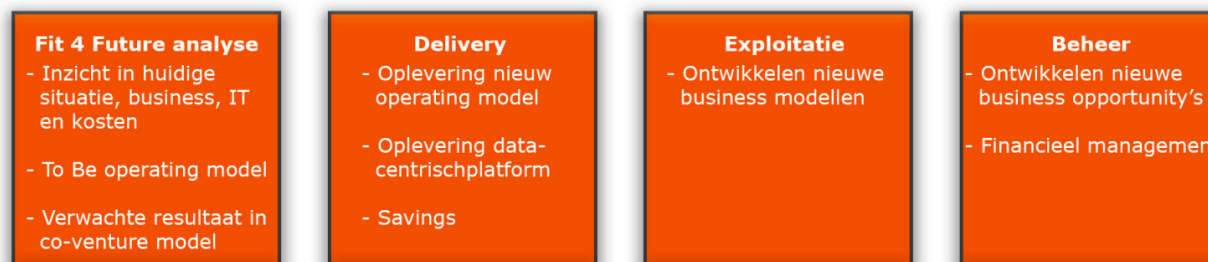 Fit 4 Future analyse
- Inzicht in huidige
situatie, business, IT
en kosten
- To Be operating model
- Verwachte resultaat in
co-venture model
Delivery
- Oplevering nieuw
operating model
- Oplevering data-
centrischplatform
- Savings
Exploitatie
- Ontwikkelen nieuwe
business modellen
Beheer
- Ontwikkelen nieuwe
business opportunity's
- Financieel